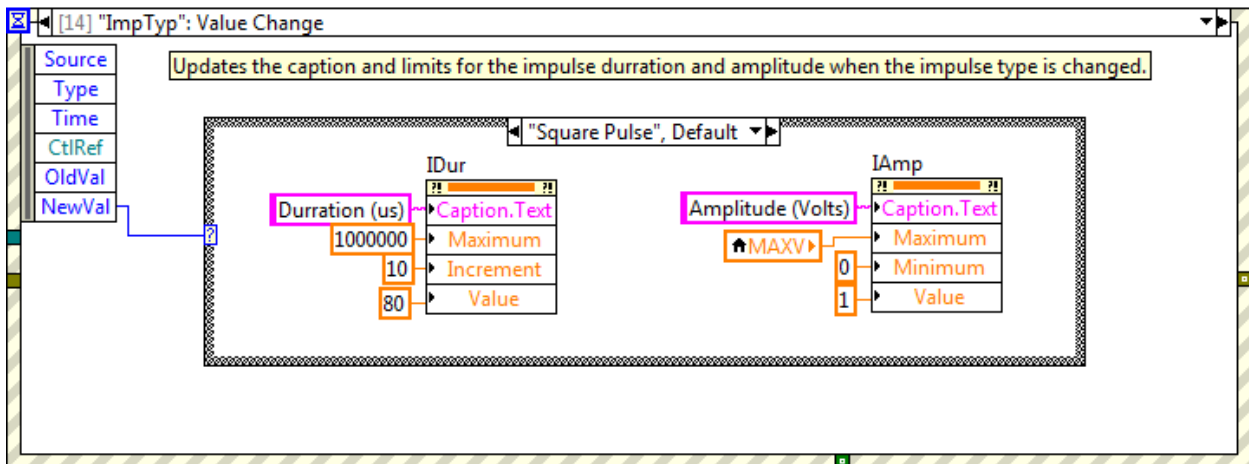 [14] "ImpTyp": Value Change
Source
Type
Time
CtlRef
OldVal
NewVal
Updates the caption and limits for the impulse durration and amplitude when the impulse type is changed.
"Square Pulse", Default
?
IDur
?! ?!
Durration (us) Caption.Text
1000000 Maximum
10 Increment
80 Value
IAmp
?! ?!
Amplitude (Volts) Caption.Text
MAXV Maximum
0 Minimum
1 Value